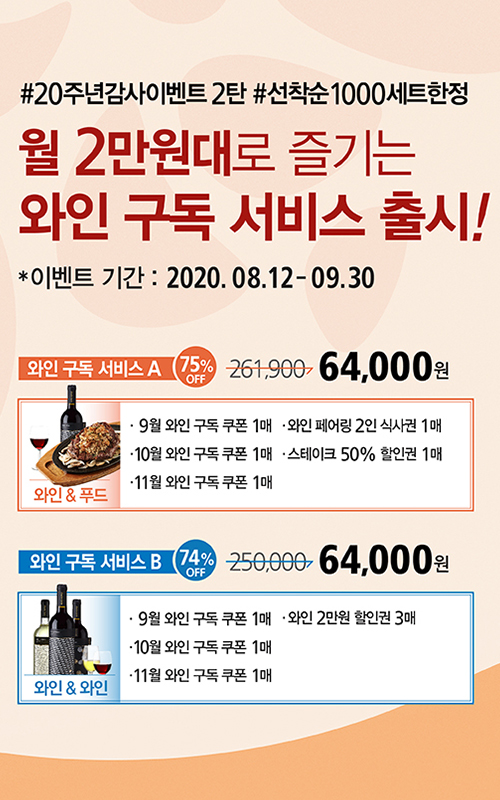 #20주년감사이벤트 2탄 #선착순1000세트한정
월 2만원대로 즐기는
와인 구독 서비스 출시!
*이벤트 기간 : 2020. 08.12 - 09.30
와인 구독 서비스 A 75% OFF 261,900 64,000원
· 9월 와인 구독 쿠폰 1매 · 와인 페어링 2인 식사권 1매
· 10월 와인 구독 쿠폰 1매 · 스테이크 50% 할인권 1매
· 11월 와인 구독 쿠폰 1매
와인 & 푸드
와인 구독 서비스 B 74% OFF 250,000 64,000원
· 9월 와인 구독 쿠폰 1매 · 와인 2만원 할인권 3매
· 10월 와인 구독 쿠폰 1매
· 11월 와인 구독 쿠폰 1매
와인 & 와인